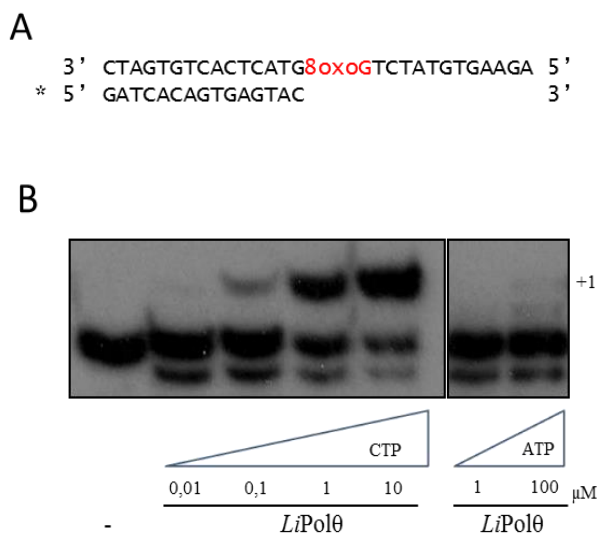 A
3’ CTAGTGTCACTCATG8oxoGTCTATGTGAAGA 5’
* 5’ GATCACAGTGAGTAC 3’
B
+1
CTP ATP
0,01 0,1 1 10 1 100 μM
- LiPolθ LiPolθ